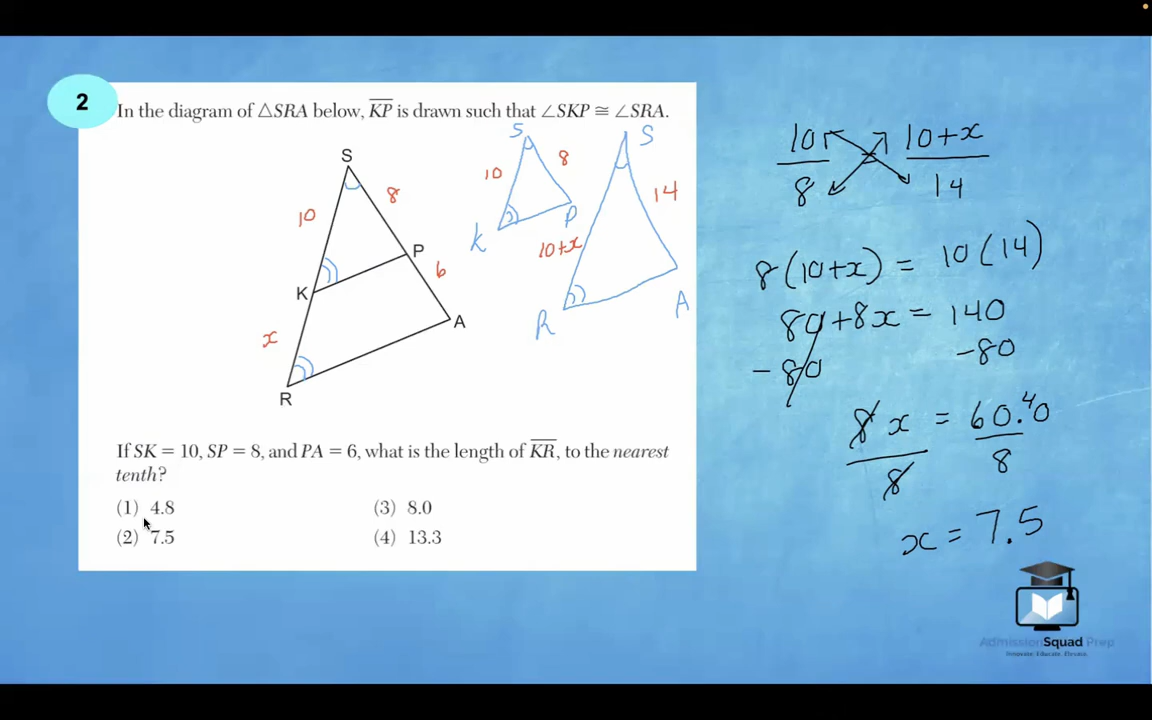 2
In the diagram of △SRA below, K̅P̅ is drawn such that ∠SKP ≅ ∠SRA.
S
10
8
P
6
K
x
A
R
S
10
8
K
P
S
14
10+x
R
A
If SK = 10, SP = 8, and PA = 6, what is the length of K̅R̅, to the nearest
tenth?
(1) 4.8
(3) 8.0
(2) 7.5
(4) 13.3
10/8 = 10+x/14
8(10+x) = 10(14)
80+8x = 140
-80 -80
8x/8 = 60.⁴0/8
x = 7.5
AdmissionSquad Prep